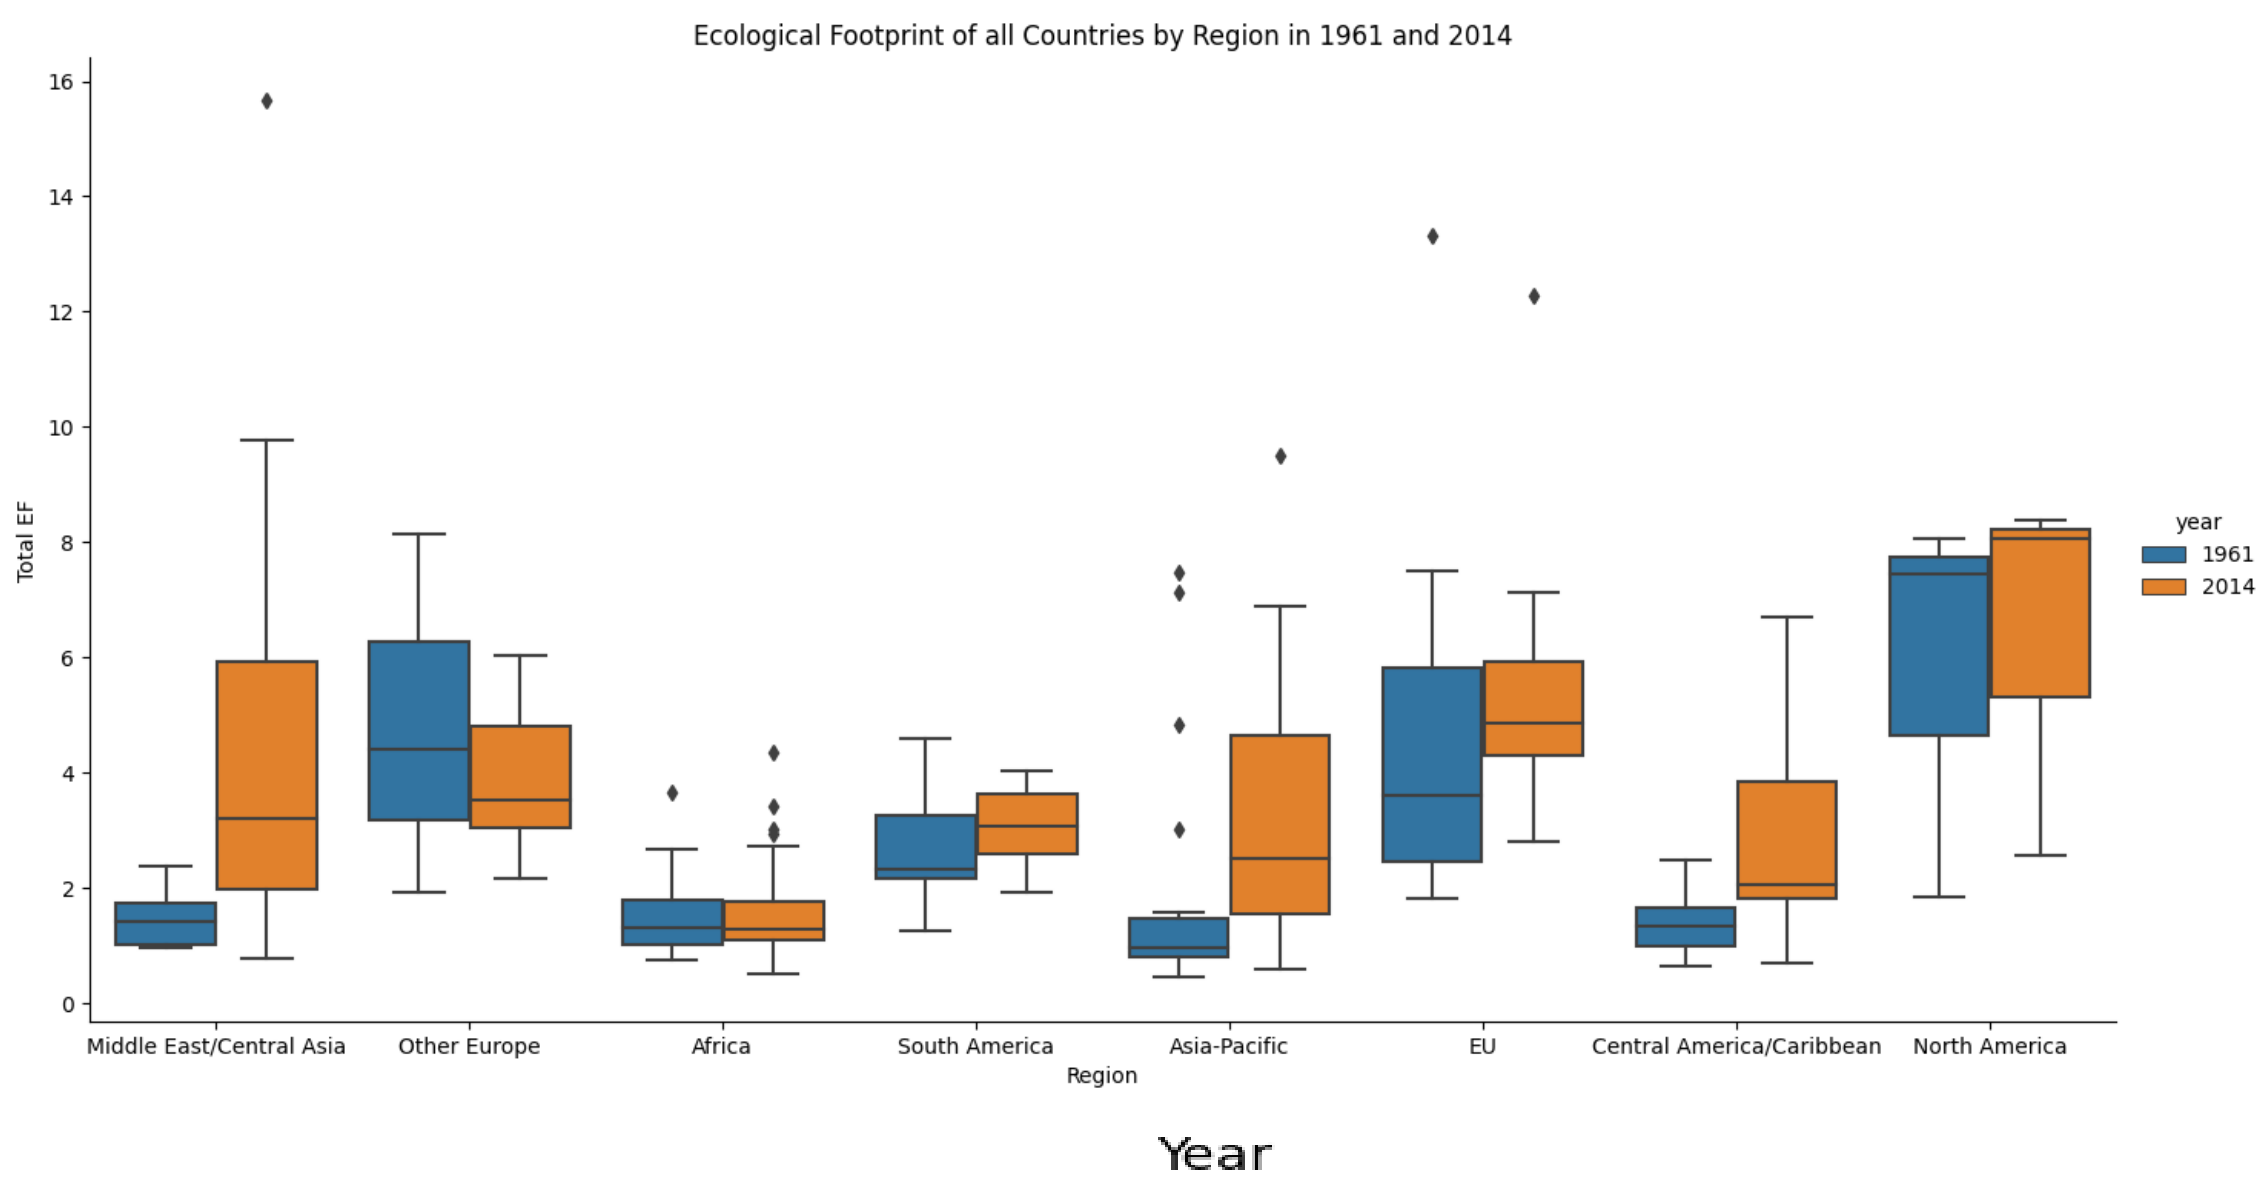 Ecological Footprint of all Countries by Region in 1961 and 2014
16
14
12
10
8
6
4
2
0
Total EF
year
1961
2014
Middle East/Central Asia Other Europe Africa South America Asia-Pacific EU Central America/Caribbean North America
Region
Year